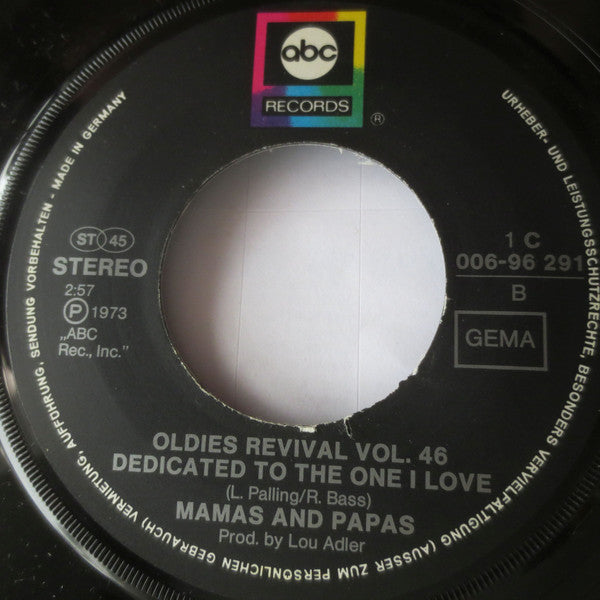 abc
RECORDS
®
URHEBER- UND LEISTUNGSSCHUTZRECHTE, BESONDERS VERVIELFÄLTIGUNG (AUSSER ZUM PERSÖNLICHEN GEBRAUCH) VERMIETUNG, AUFFÜHRUNG, SENDUNG VORBEHALTEN - MADE IN GERMANY
ST 45
STEREO
2:57
Ⓟ 1973
„ABC
Rec., Inc."
1 C
006-96 291
B
GEMA
OLDIES REVIVAL VOL. 46
DEDICATED TO THE ONE I LOVE
(L. Palling/R. Bass)
MAMAS AND PAPAS
Prod. by Lou Adler